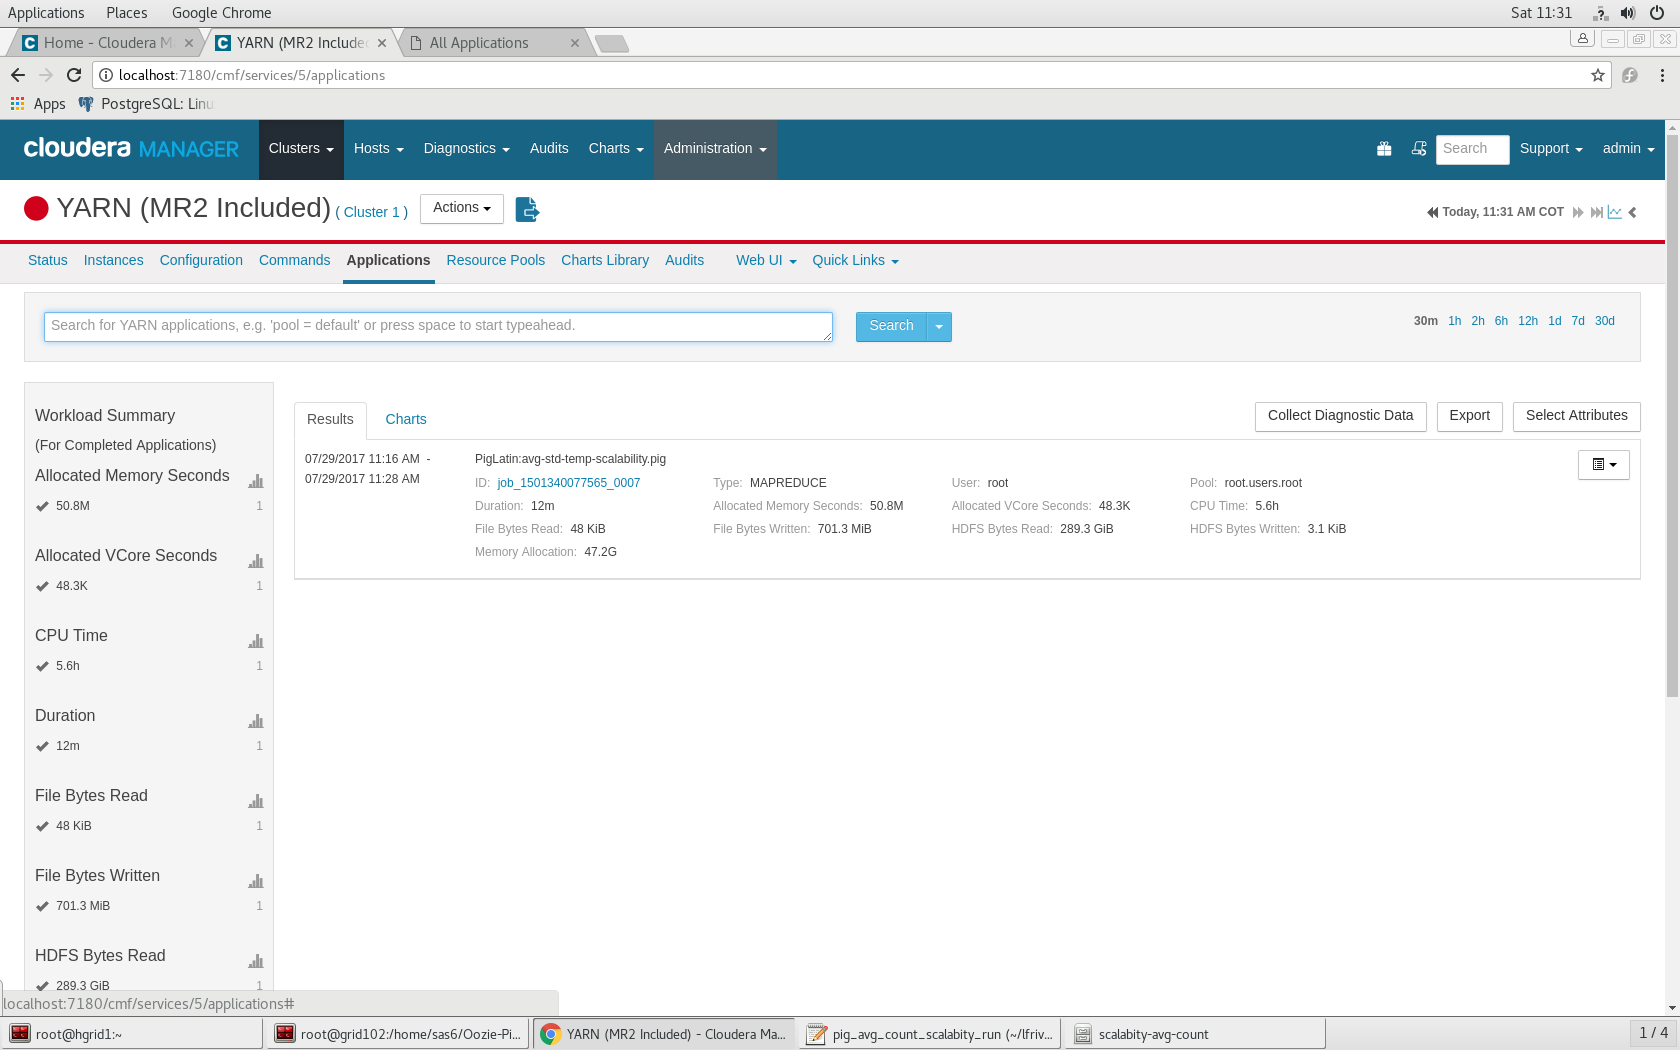 Applications Places Google Chrome Sat 11:31
Home - Cloudera M YARN (MR2 Include All Applications
localhost:7180/cmf/services/5/applications
Apps PostgreSQL: Linu
cloudera MANAGER Clusters Hosts Diagnostics Audits Charts Administration Search Support admin
YARN (MR2 Included) ( Cluster 1 ) Actions Today, 11:31 AM COT
Status Instances Configuration Commands Applications Resource Pools Charts Library Audits Web UI Quick Links
Search for YARN applications, e.g. 'pool = default' or press space to start typeahead. Search 30m 1h 2h 6h 12h 1d 7d 30d
Workload Summary
(For Completed Applications)
Allocated Memory Seconds
50.8M 1
Allocated VCore Seconds
48.3K 1
CPU Time
5.6h 1
Duration
12m 1
File Bytes Read
48 KiB 1
File Bytes Written
701.3 MiB 1
HDFS Bytes Read
289.3 GiB 1
Results Charts Collect Diagnostic Data Export Select Attributes
07/29/2017 11:16 AM - PigLatin:avg-std-temp-scalability.pig
07/29/2017 11:28 AM ID: job_1501340077565_0007 Type: MAPREDUCE User: root Pool: root.users.root
Duration: 12m Allocated Memory Seconds: 50.8M Allocated VCore Seconds: 48.3K CPU Time: 5.6h
File Bytes Read: 48 KiB File Bytes Written: 701.3 MiB HDFS Bytes Read: 289.3 GiB HDFS Bytes Written: 3.1 KiB
Memory Allocation: 47.2G
localhost:7180/cmf/services/5/applications#
root@hgrid1:~ root@grid102:/home/sas6/Oozie-Pi... YARN (MR2 Included) - Cloudera Ma... pig_avg_count_scalabity_run (~/lfriv... scalabity-avg-count 1 / 4